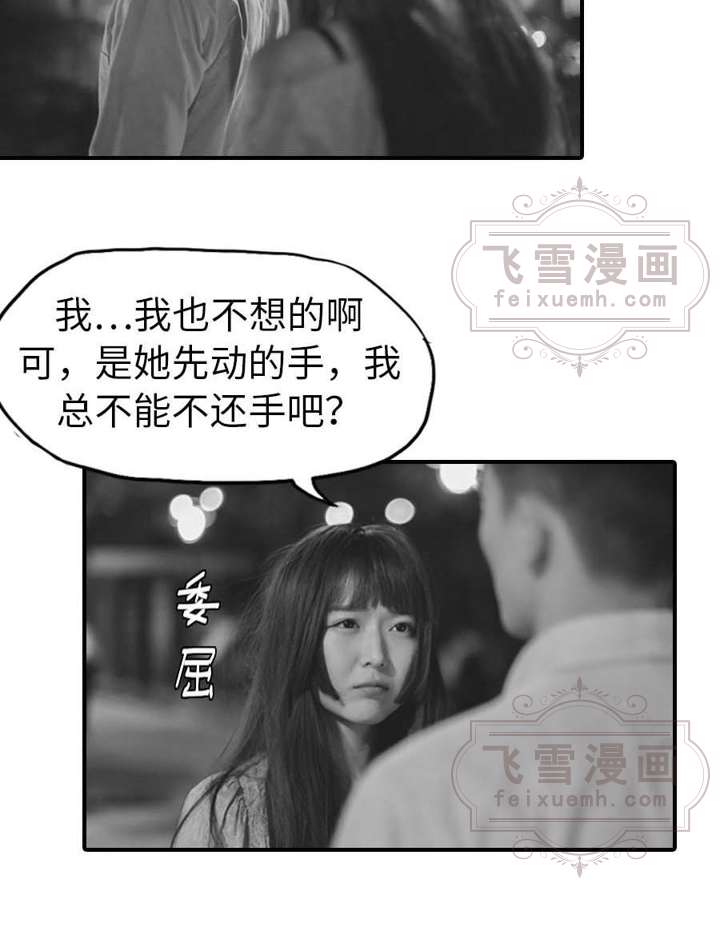 飞雪漫画
feixuemh.com
我...我也不想的啊
可，是她先动的手，我
总不能不还手吧？
委屈
飞雪漫画
feixuemh.com